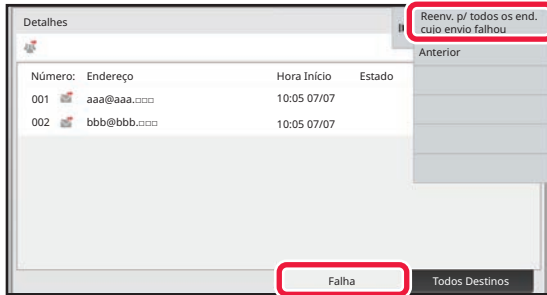 Detalhes
Reenv. p/ todos os end.
cujo envio falhou
Anterior
Número: Endereço Hora Início Estado
001 aaa@aaa.□□□ 10:05 07/07
002 bbb@bbb.□□□ 10:05 07/07
Falha Todos Destinos